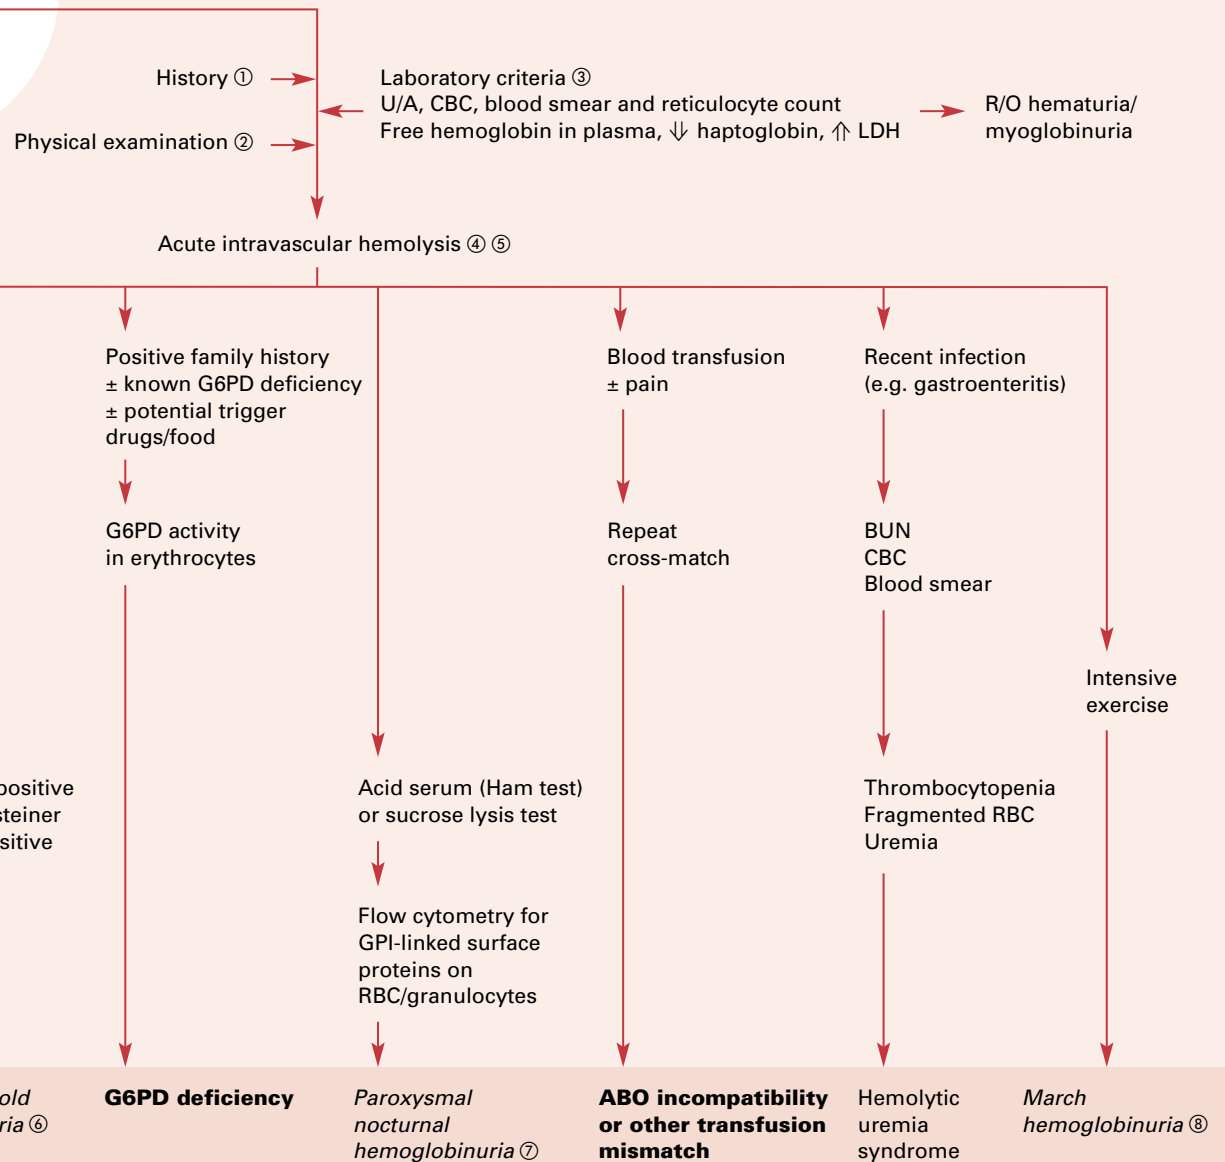 History ①
Laboratory criteria ③
U/A, CBC, blood smear and reticulocyte count
Free hemoglobin in plasma, ⇓ haptoglobin, ⇑ LDH
R/O hematuria/
myoglobinuria
Physical examination ②
Acute intravascular hemolysis ④ ⑤
Positive family history
± known G6PD deficiency
± potential trigger
drugs/food
Blood transfusion
± pain
Recent infection
(e.g. gastroenteritis)
G6PD activity
in erythrocytes
Repeat
cross-match
BUN
CBC
Blood smear
Intensive
exercise
positive
steiner
sitive
Acid serum (Ham test)
or sucrose lysis test
Thrombocytopenia
Fragmented RBC
Uremia
Flow cytometry for
GPI-linked surface
proteins on
RBC/granulocytes
old
ria ⑥
G6PD deficiency
Paroxysmal
nocturnal
hemoglobinuria ⑦
ABO incompatibility
or other transfusion
mismatch
Hemolytic
uremia
syndrome
March
hemoglobinuria ⑧